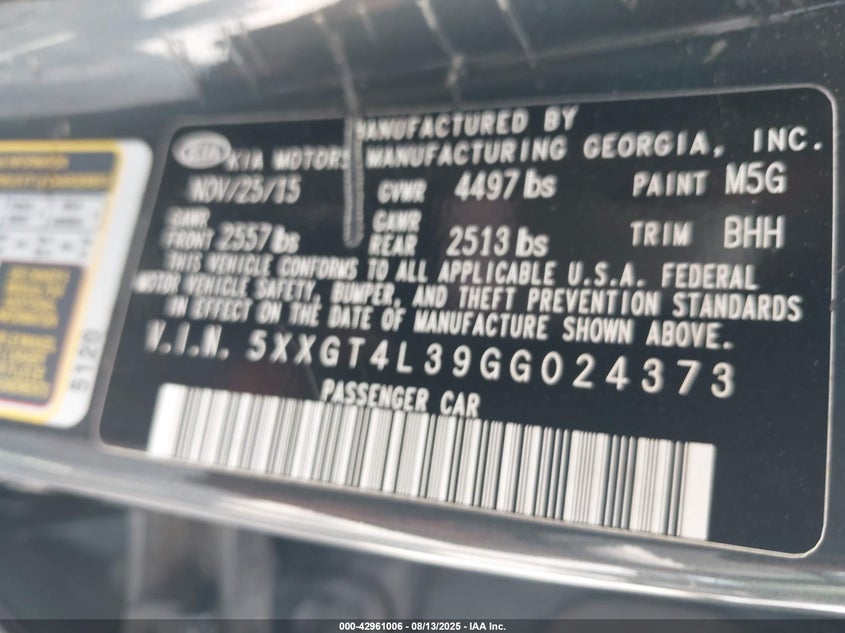 MANUFACTURED BY
KIA KIA MOTORS MANUFACTURING GEORGIA, INC.
NOV/25/15 GVWR 4497 lbs PAINT M5G
GAWR FRONT 2557 lbs GAWR REAR 2513 lbs TRIM BHH
THIS VEHICLE CONFORMS TO ALL APPLICABLE U.S.A. FEDERAL
MOTOR VEHICLE SAFETY, BUMPER, AND THEFT PREVENTION STANDARDS
IN EFFECT ON THE DATE OF MANUFACTURE SHOWN ABOVE.
V.I.N. 5XXGT4L39GG024373
PASSENGER CAR
5120
000-42961006 - 08/13/2025 - IAA Inc.